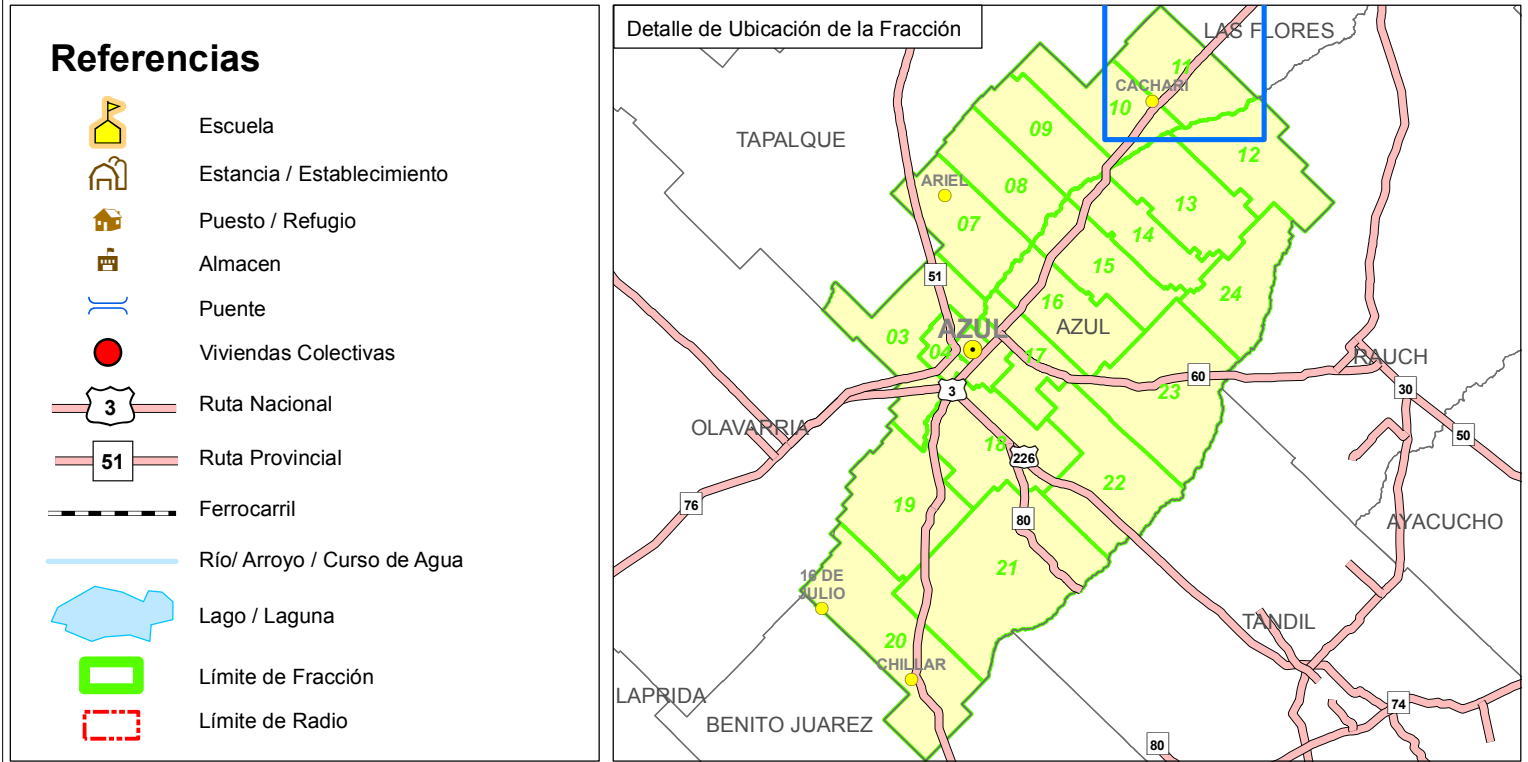 Referencias
Escuela
Estancia / Establecimiento
Puesto / Refugio
Almacen
Puente
Viviendas Colectivas
3
Ruta Nacional
51
Ruta Provincial
Ferrocarril
Río/ Arroyo / Curso de Agua
Lago / Laguna
Límite de Fracción
Límite de Radio
Detalle de Ubicación de la Fracción
LAS FLORES
11
CACHARI
10
09
TAPALQUE
12
ARIEL
08
13
07
14
15
51
24
16
AZUL
AZUL
03
04
17
RAUCH
60
23
30
3
OLAVARRIA
50
18
226
22
76
19
80
AYACUCHO
21
16 DE
JULIO
TANDIL
20
CHILLAR
LAPRIDA
74
BENITO JUAREZ
80